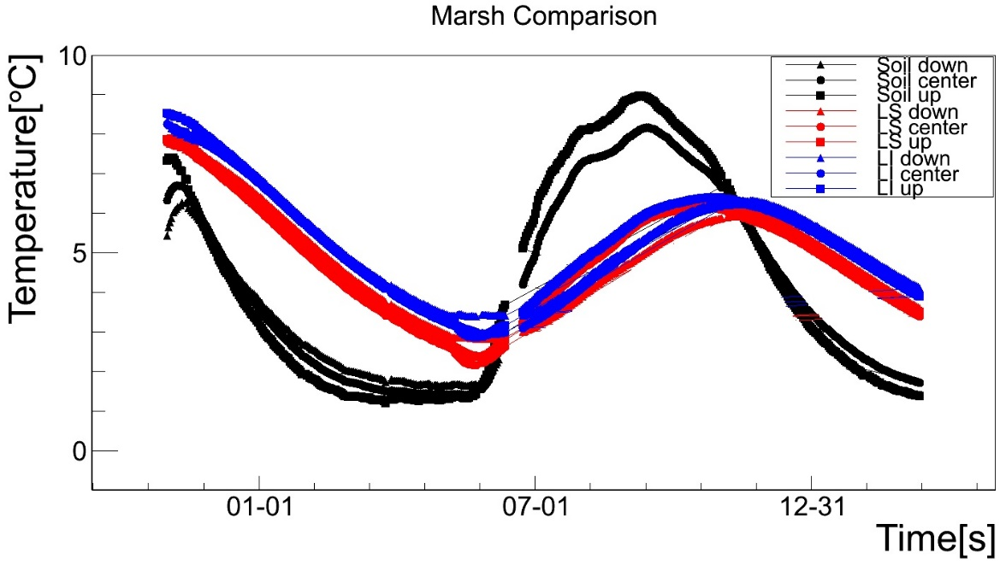 Marsh Comparison
Temperature[°C]
10
5
0
Soil down
Soil center
Soil up
LS down
LS center
LS up
LI down
LI center
LI up
01-01 07-01 12-31
Time[s]